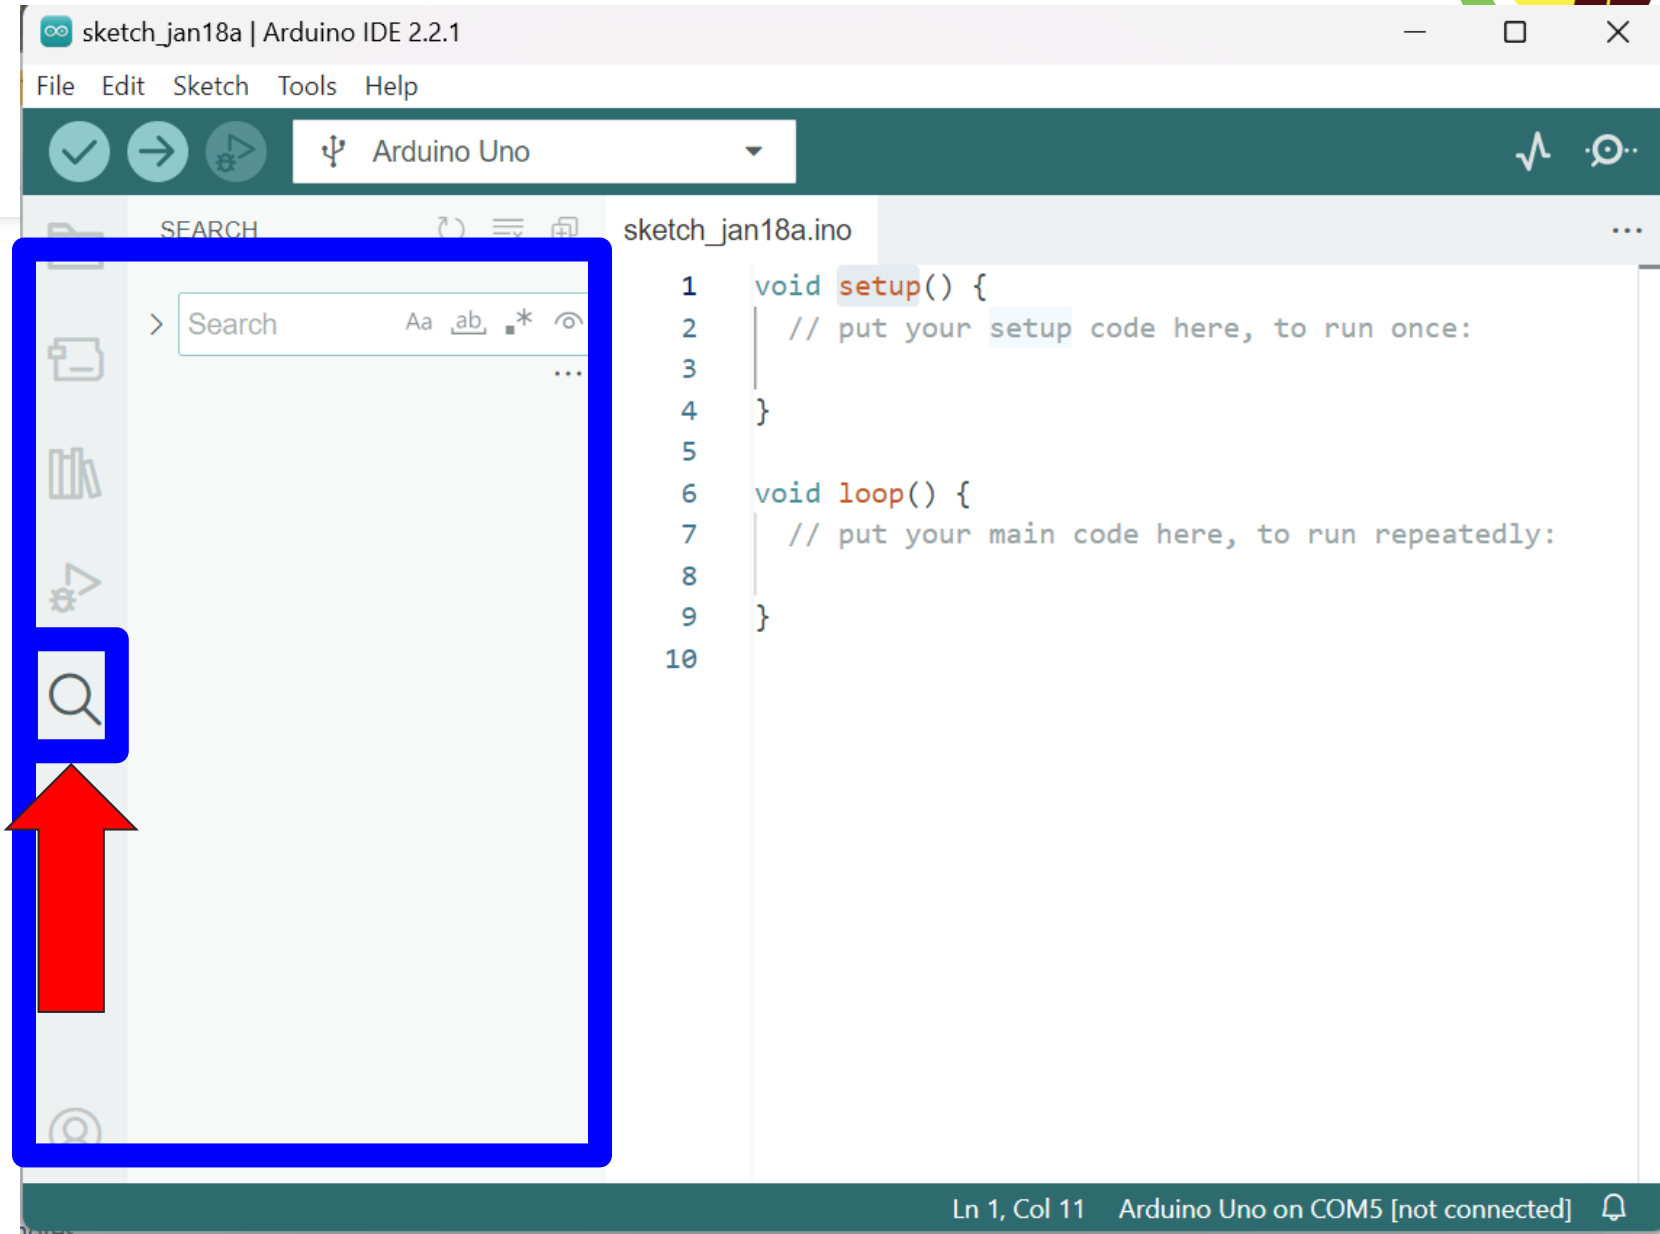 sketch_jan18a | Arduino IDE 2.2.1
File Edit Sketch Tools Help
Arduino Uno
SEARCH
sketch_jan18a.ino
Search Aa ab
1 void setup() {
2 // put your setup code here, to run once:
3
4 }
5
6 void loop() {
7 // put your main code here, to run repeatedly:
8
9 }
10
Ln 1, Col 11 Arduino Uno on COM5 [not connected]